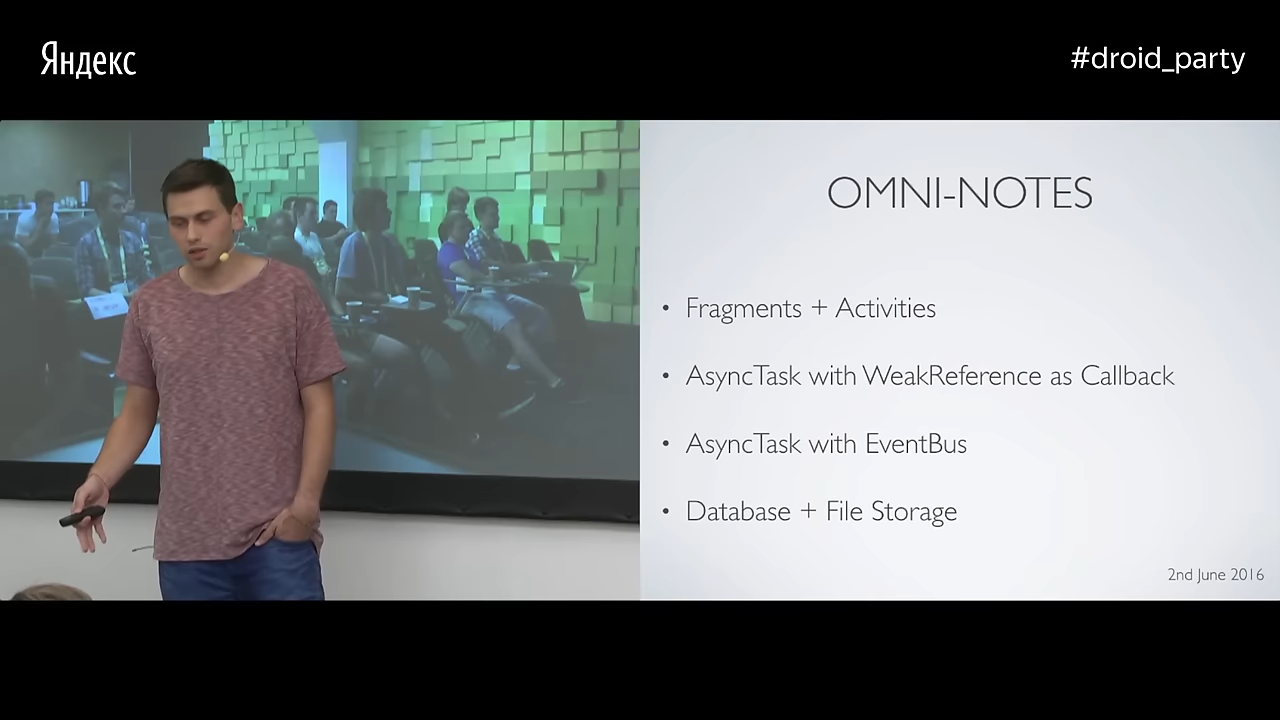 Яндекс
#droid_party
OMNI-NOTES
• Fragments + Activities
• AsyncTask with WeakReference as Callback
• AsyncTask with EventBus
• Database + File Storage
2nd June 2016